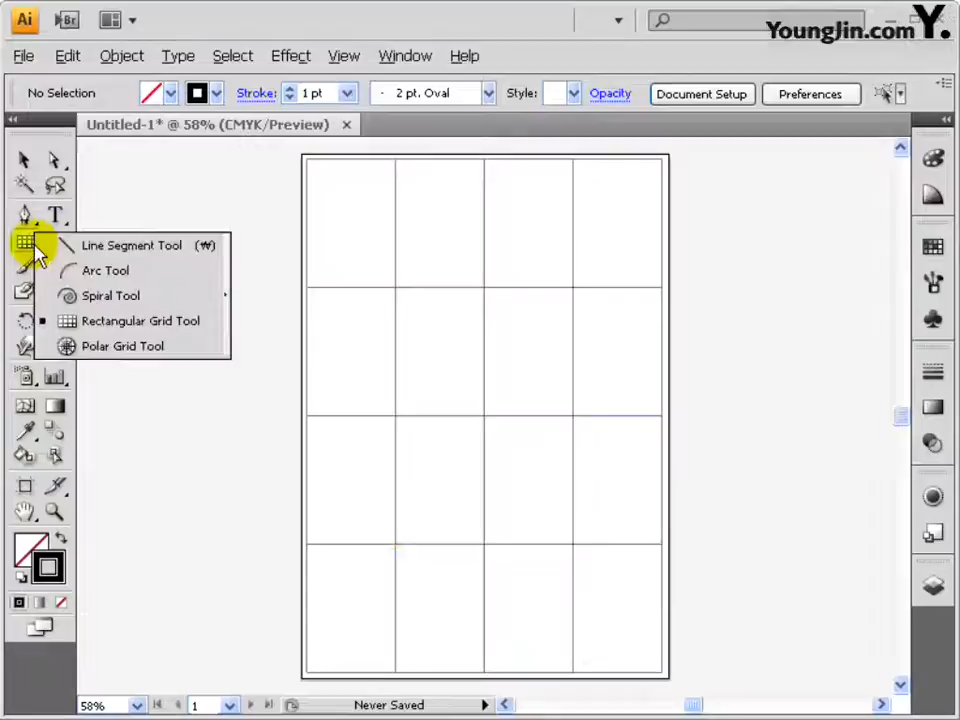 Ai Br YoungJin.com Y.
File Edit Object Type Select Effect View Window Help
No Selection Stroke: 1 pt 2 pt. Oval Style: Opacity Document Setup Preferences
Untitled-1* @ 58% (CMYK/Preview)
T
Line Segment Tool (₩)
Arc Tool
Spiral Tool
Rectangular Grid Tool
Polar Grid Tool
58% 1 Never Saved